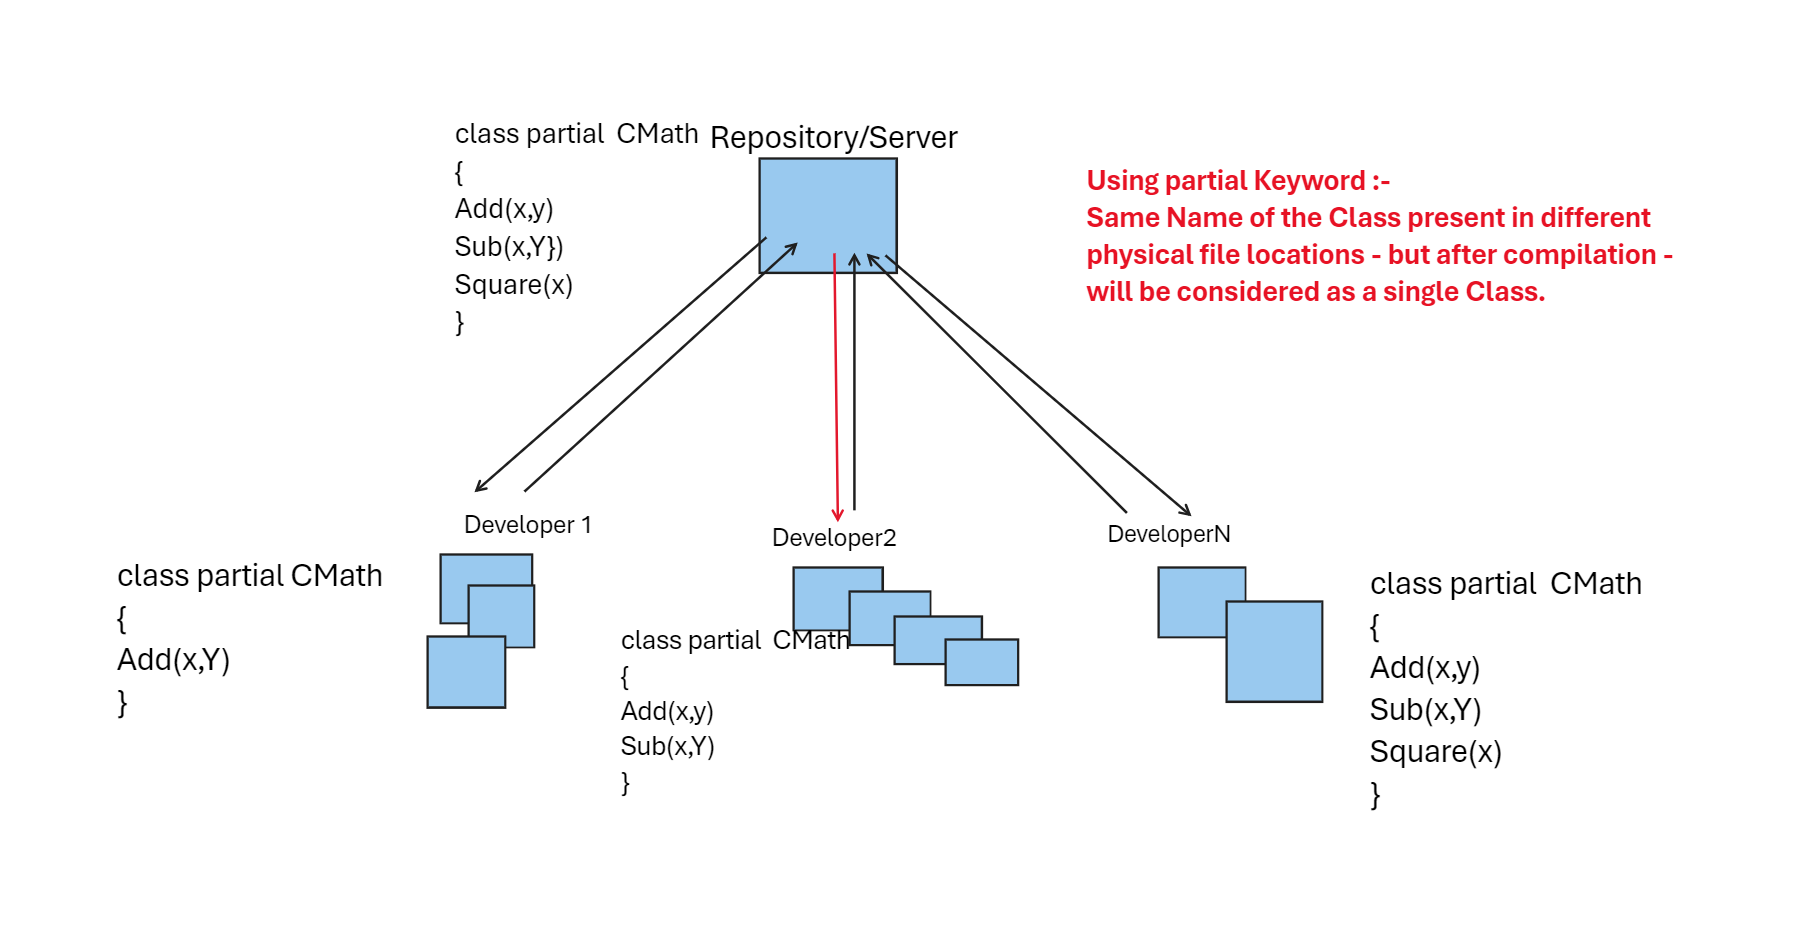 class partial  CMath
{
Add(x,y)
Sub(x,Y})
Square(x)
}
Repository/Server
Using partial Keyword :-
Same Name of the Class present in different
physical file locations - but after compilation -
will be considered as a single Class.
Developer 1
class partial CMath
{
Add(x,Y)
}
Developer2
class partial  CMath
{
Add(x,y)
Sub(x,Y)
}
DeveloperN
class partial  CMath
{
Add(x,y)
Sub(x,Y)
Square(x)
}